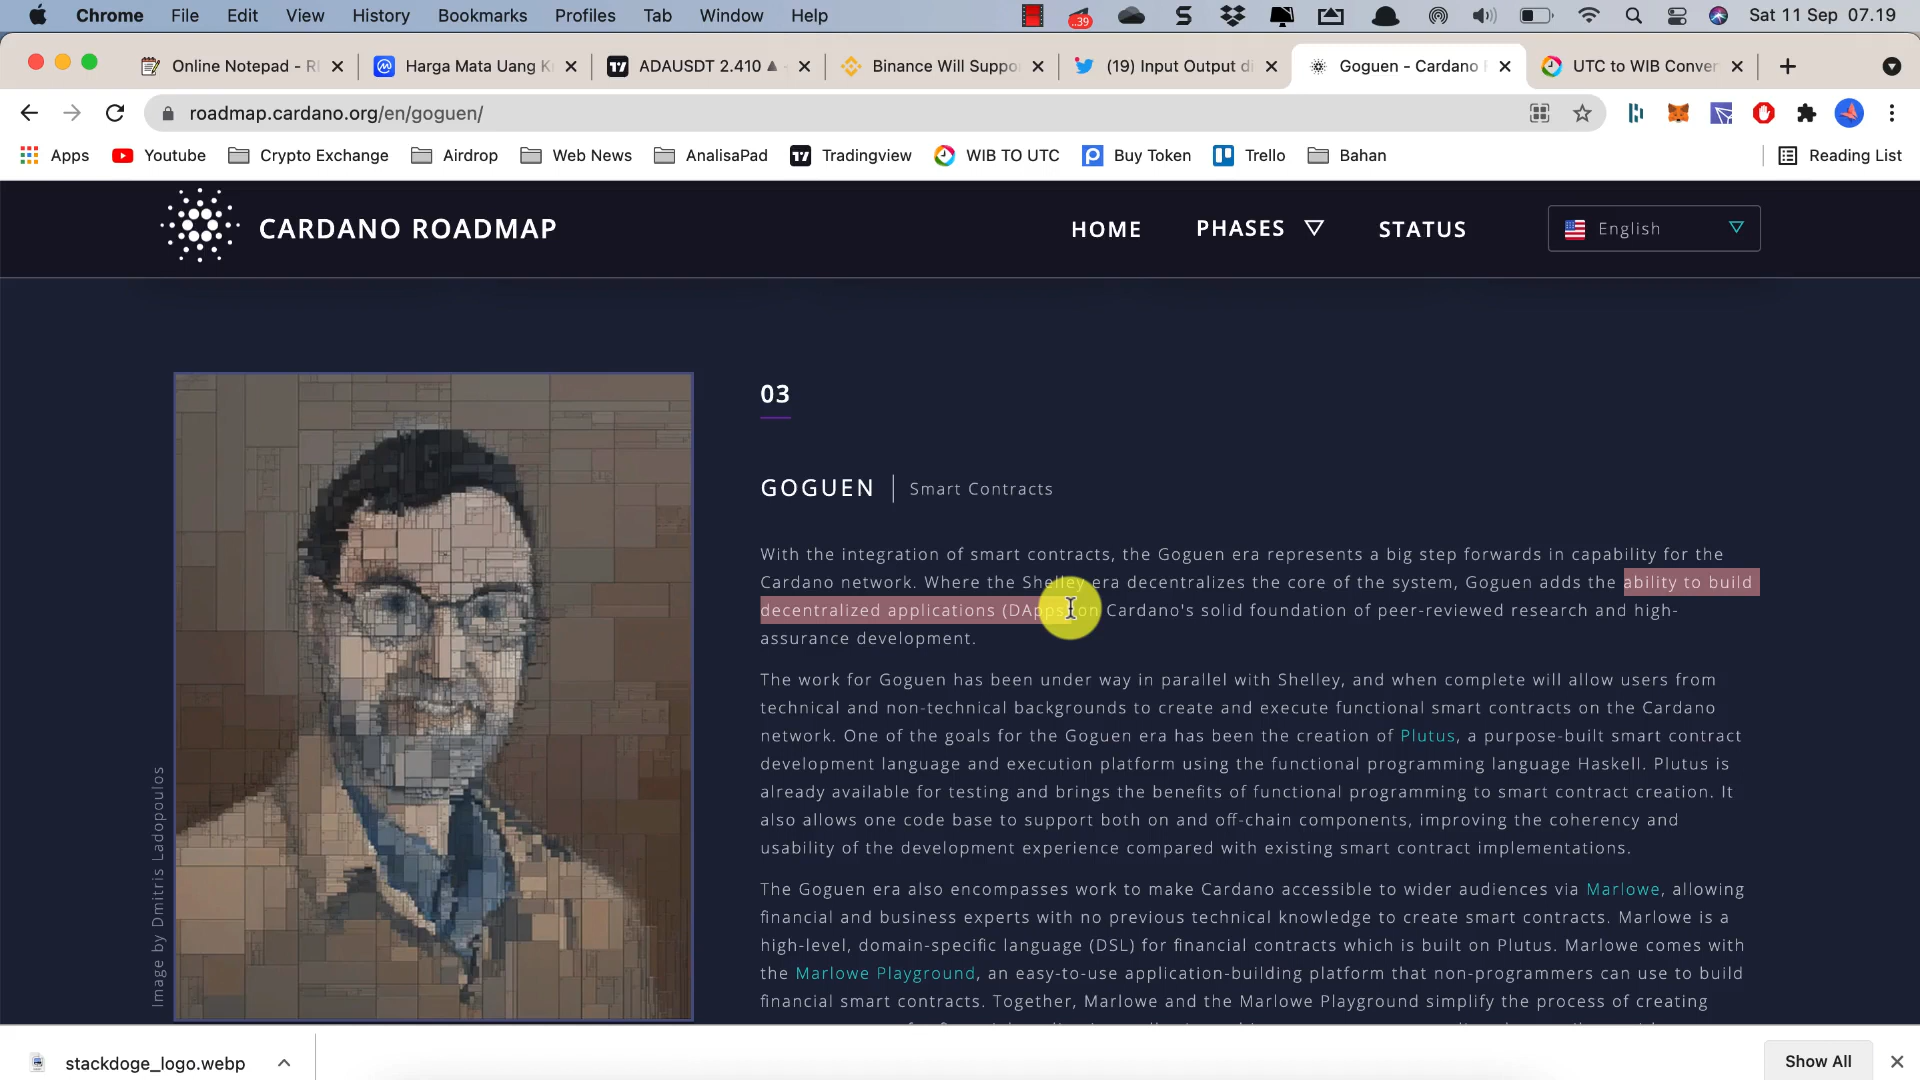 Chrome File Edit View History Bookmarks Profiles Tab Window Help
..39
Sat 11 Sep 07.19
Online Notepad - R
Harga Mata Uang K
ADAUSDT 2.410 ▲
Binance Will Suppo
(19) Input Output di
Goguen - Cardano
UTC to WIB Conver
roadmap.cardano.org/en/goguen/
Apps Youtube Crypto Exchange Airdrop Web News AnalisaPad Tradingview WIB TO UTC Buy Token Trello Bahan Reading List
CARDANO ROADMAP
HOME PHASES STATUS English
03
GOGUEN | Smart Contracts
With the integration of smart contracts, the Goguen era represents a big step forwards in capability for the
Cardano network. Where the Shelley era decentralizes the core of the system, Goguen adds the ability to build
decentralized applications (DApps) on Cardano's solid foundation of peer-reviewed research and high-
assurance development.
The work for Goguen has been under way in parallel with Shelley, and when complete will allow users from
technical and non-technical backgrounds to create and execute functional smart contracts on the Cardano
network. One of the goals for the Goguen era has been the creation of Plutus, a purpose-built smart contract
development language and execution platform using the functional programming language Haskell. Plutus is
already available for testing and brings the benefits of functional programming to smart contract creation. It
also allows one code base to support both on and off-chain components, improving the coherency and
usability of the development experience compared with existing smart contract implementations.
The Goguen era also encompasses work to make Cardano accessible to wider audiences via Marlowe, allowing
financial and business experts with no previous technical knowledge to create smart contracts. Marlowe is a
high-level, domain-specific language (DSL) for financial contracts which is built on Plutus. Marlowe comes with
the Marlowe Playground, an easy-to-use application-building platform that non-programmers can use to build
financial smart contracts. Together, Marlowe and the Marlowe Playground simplify the process of creating
Image by Dmitris Ladopoulos
stackdoge_logo.webp
Show All